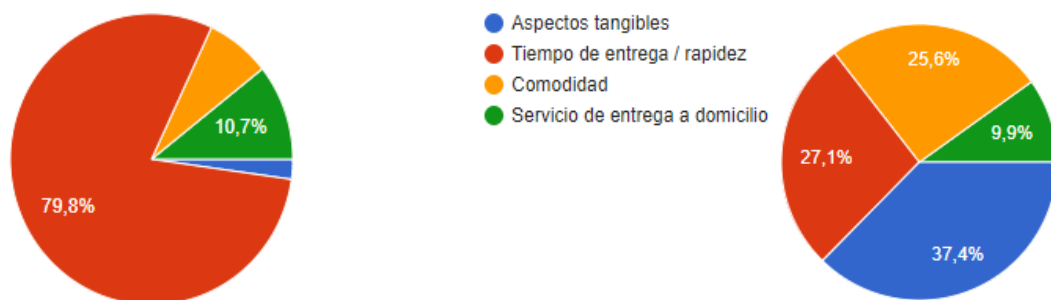 10,7%
79,8%
Aspectos tangibles
Tiempo de entrega / rapidez
Comodidad
Servicio de entrega a domicilio
25,6%
9,9%
27,1%
37,4%